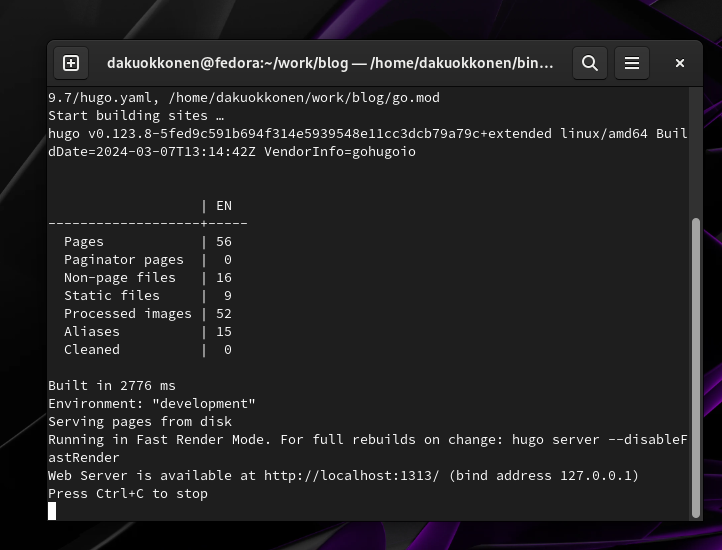 dakuokkonen@fedora:~/work/blog — /home/dakuokkonen/bin…
9.7/hugo.yaml, /home/dakuokkonen/work/blog/go.mod
Start building sites …
hugo v0.123.8-5fed9c591b694f314e5939548e11cc3dcb79a79c+extended linux/amd64 Buil
dDate=2024-03-07T13:14:42Z VendorInfo=gohugoio
                   | EN
-------------------+-----
  Pages            | 56
  Paginator pages  |  0
  Non-page files   | 16
  Static files     |  9
  Processed images | 52
  Aliases          | 15
  Cleaned          |  0
Built in 2776 ms
Environment: "development"
Serving pages from disk
Running in Fast Render Mode. For full rebuilds on change: hugo server --disableF
astRender
Web Server is available at http://localhost:1313/ (bind address 127.0.0.1)
Press Ctrl+C to stop